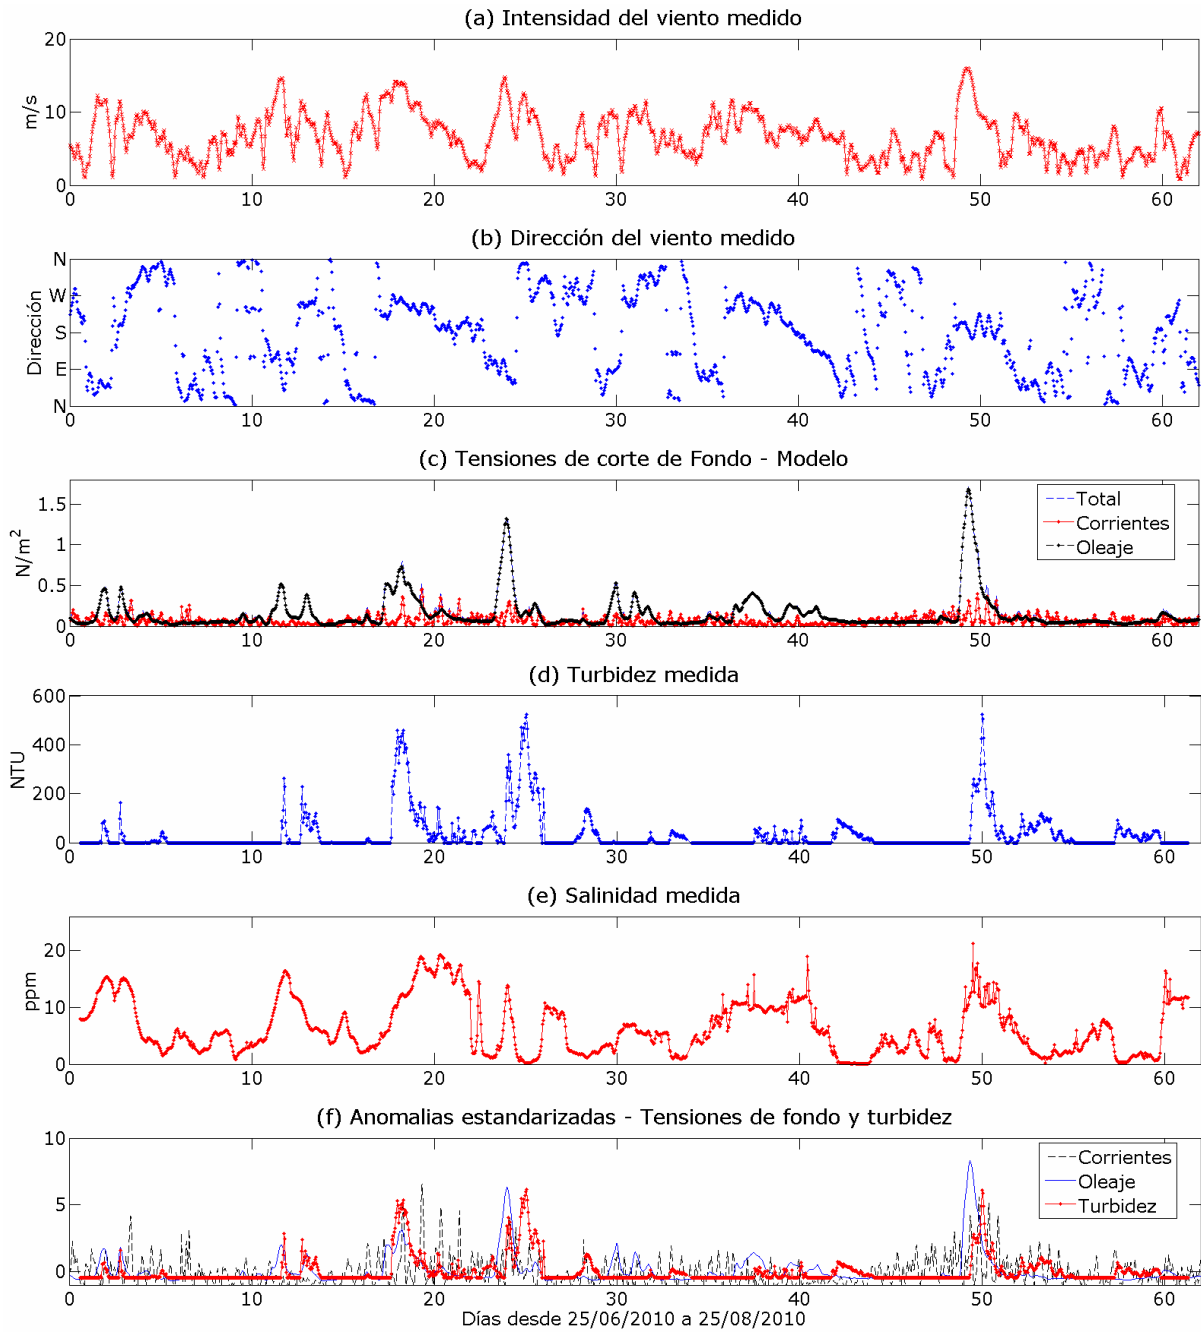 (a) Intensidad del viento medido
20
10
0
m/s
0 10 20 30 40 50 60
(b) Dirección del viento medido
N
W
S
E
N
Dirección
0 10 20 30 40 50 60
(c) Tensiones de corte de Fondo - Modelo
1.5
1
0.5
0
N/m²
Total
Corrientes
Oleaje
0 10 20 30 40 50 60
(d) Turbidez medida
600
400
200
0
NTU
0 10 20 30 40 50 60
(e) Salinidad medida
20
10
0
ppm
0 10 20 30 40 50 60
(f) Anomalias estandarizadas - Tensiones de fondo y turbidez
10
5
0
Corrientes
Oleaje
Turbidez
0 10 20 30 40 50 60
Días desde 25/06/2010 a 25/08/2010